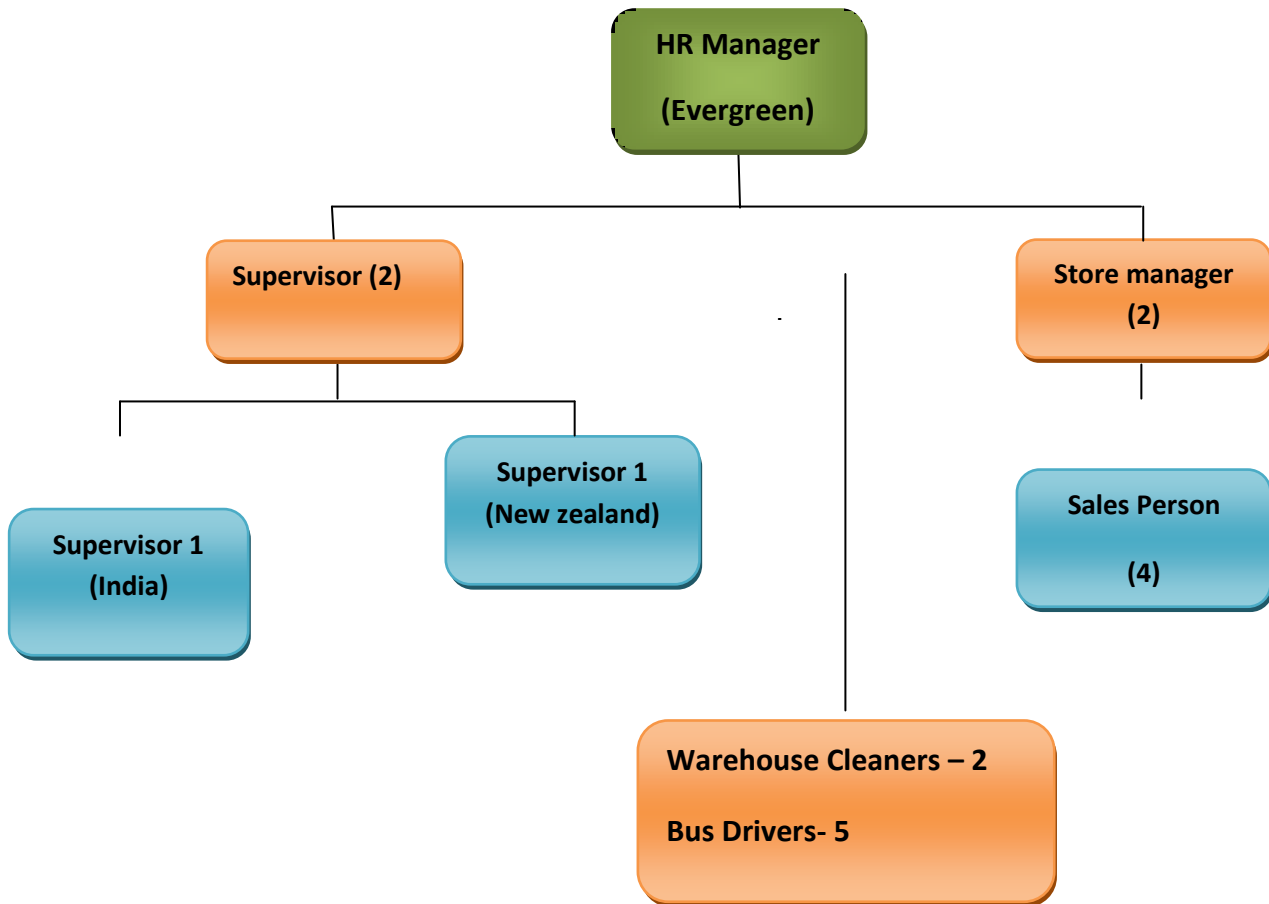 HR Manager
(Evergreen)
Supervisor (2)
Store manager
(2)
-
Supervisor 1
(New zealand)
Supervisor 1
(India)
Sales Person
(4)
Warehouse Cleaners – 2
Bus Drivers- 5